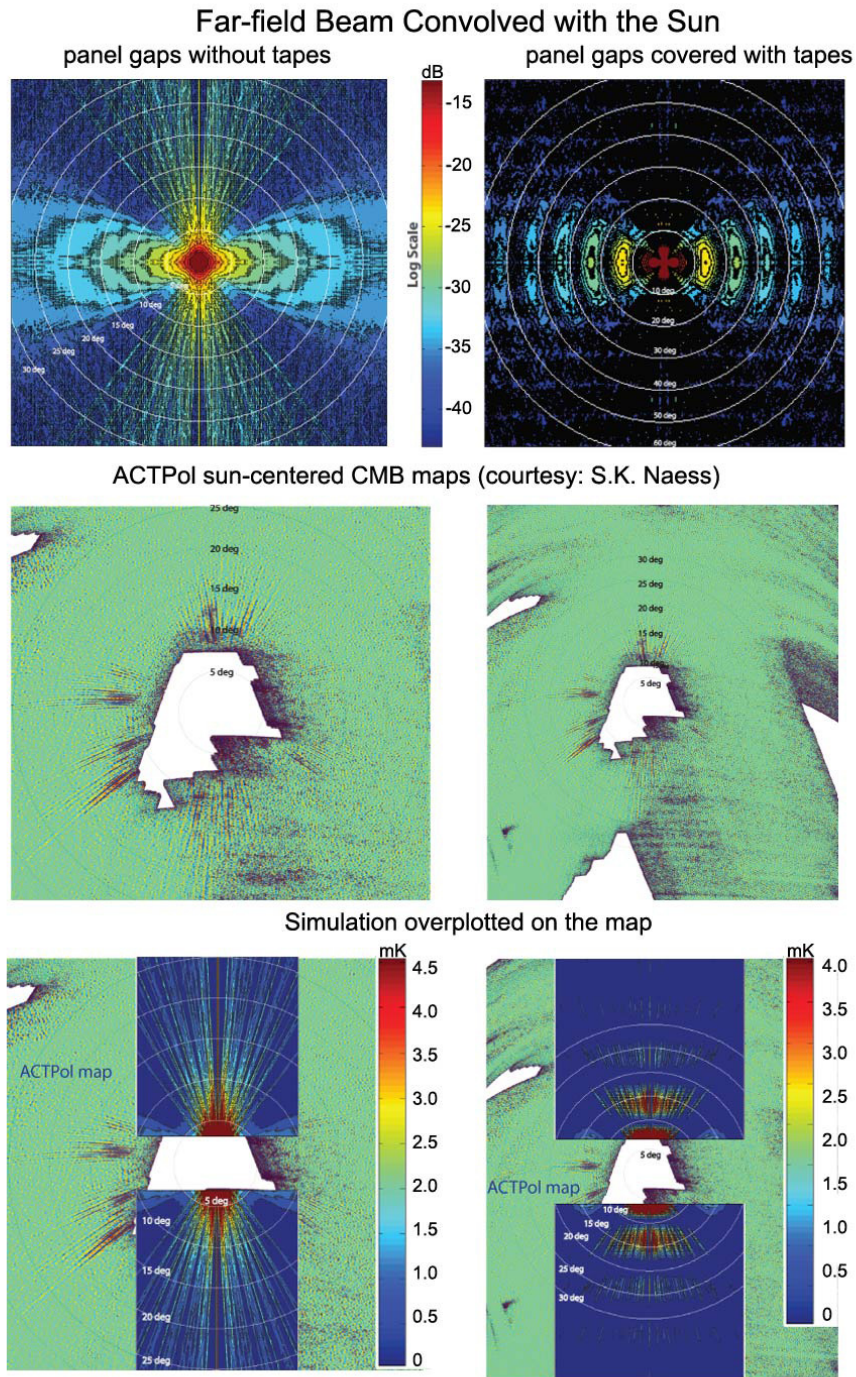 Far-field Beam Convolved with the Sun
panel gaps without tapes
panel gaps covered with tapes
dB
-15
-20
-25
-30
-35
-40
Log Scale
10 deg
15 deg
20 deg
25 deg
30 deg
10 deg
20 deg
30 deg
40 deg
50 deg
60 deg
ACTPol sun-centered CMB maps (courtesy: S.K. Naess)
25 deg
20 deg
15 deg
10 deg
5 deg
30 deg
25 deg
20 deg
15 deg
5 deg
Simulation overplotted on the map
mK
4.5
4.0
3.5
3.0
2.5
2.0
1.5
1.0
0.5
0
ACTPol map
5 deg
10 deg
15 deg
20 deg
25 deg
mK
4.0
3.5
3.0
2.5
2.0
1.5
1.0
0.5
0
ACTPol map
5 deg
10 deg
15 deg
20 deg
25 deg
30 deg